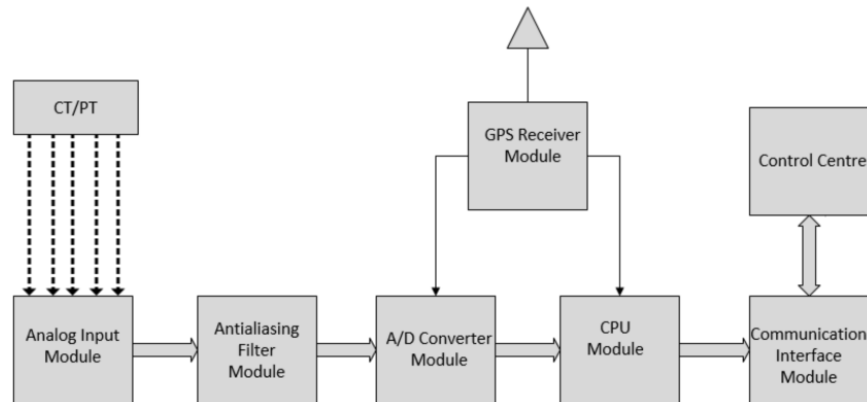 CT/PT
GPS Receiver
Module
Control Centre
Analog Input
Module
Antialiasing
Filter
Module
A/D Converter
Module
CPU
Module
Communication
Interface
Module